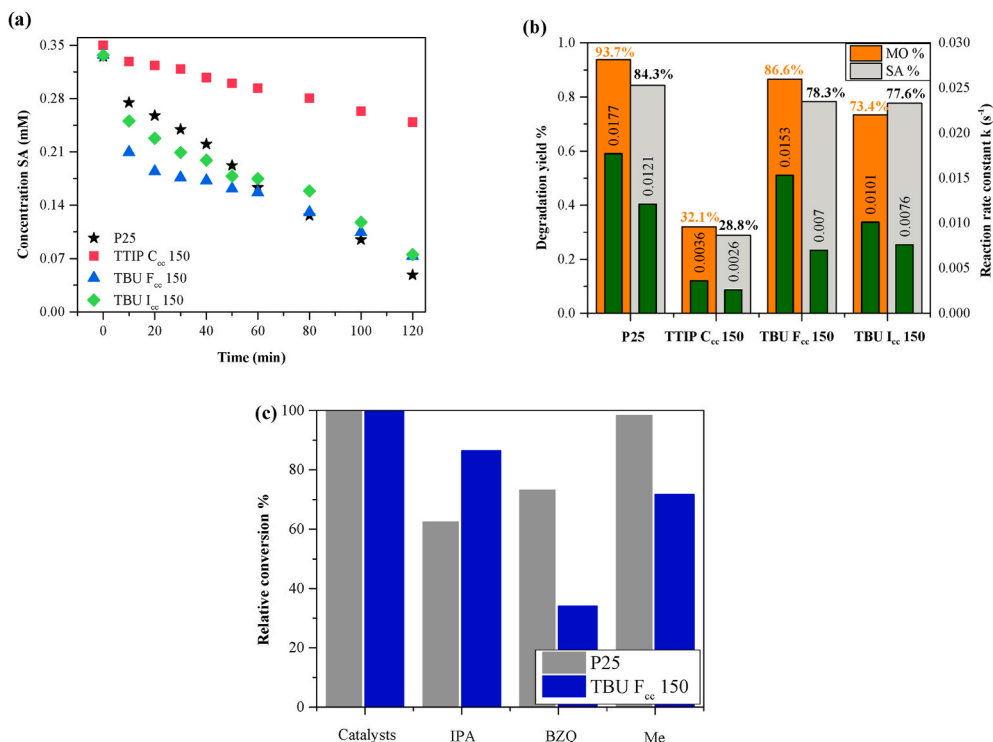 (a)
0.35
0.28
0.21
0.14
0.07
0.00
Concentration SA (mM)
P25
TTIP Ccc 150
TBU Fcc 150
TBU Icc 150
0 20 40 60 80 100 120
Time (min)
(b)
1.0
0.8
0.6
0.4
0.2
0.0
Degradation yield %
93.7%
84.3%
86.6%
78.3%
73.4%
77.6%
32.1%
28.8%
0.0177
0.0121
0.0036
0.0026
0.0153
0.007
0.0101
0.0076
MO %
SA %
0.030
0.025
0.020
0.015
0.010
0.005
0.000
Reaction rate constant k (s-1)
P25 TTIP Ccc 150 TBU Fcc 150 TBU Icc 150
(c)
100
80
60
40
20
0
Relative conversion %
P25
TBU Fcc 150
Catalysts IPA BZQ Me